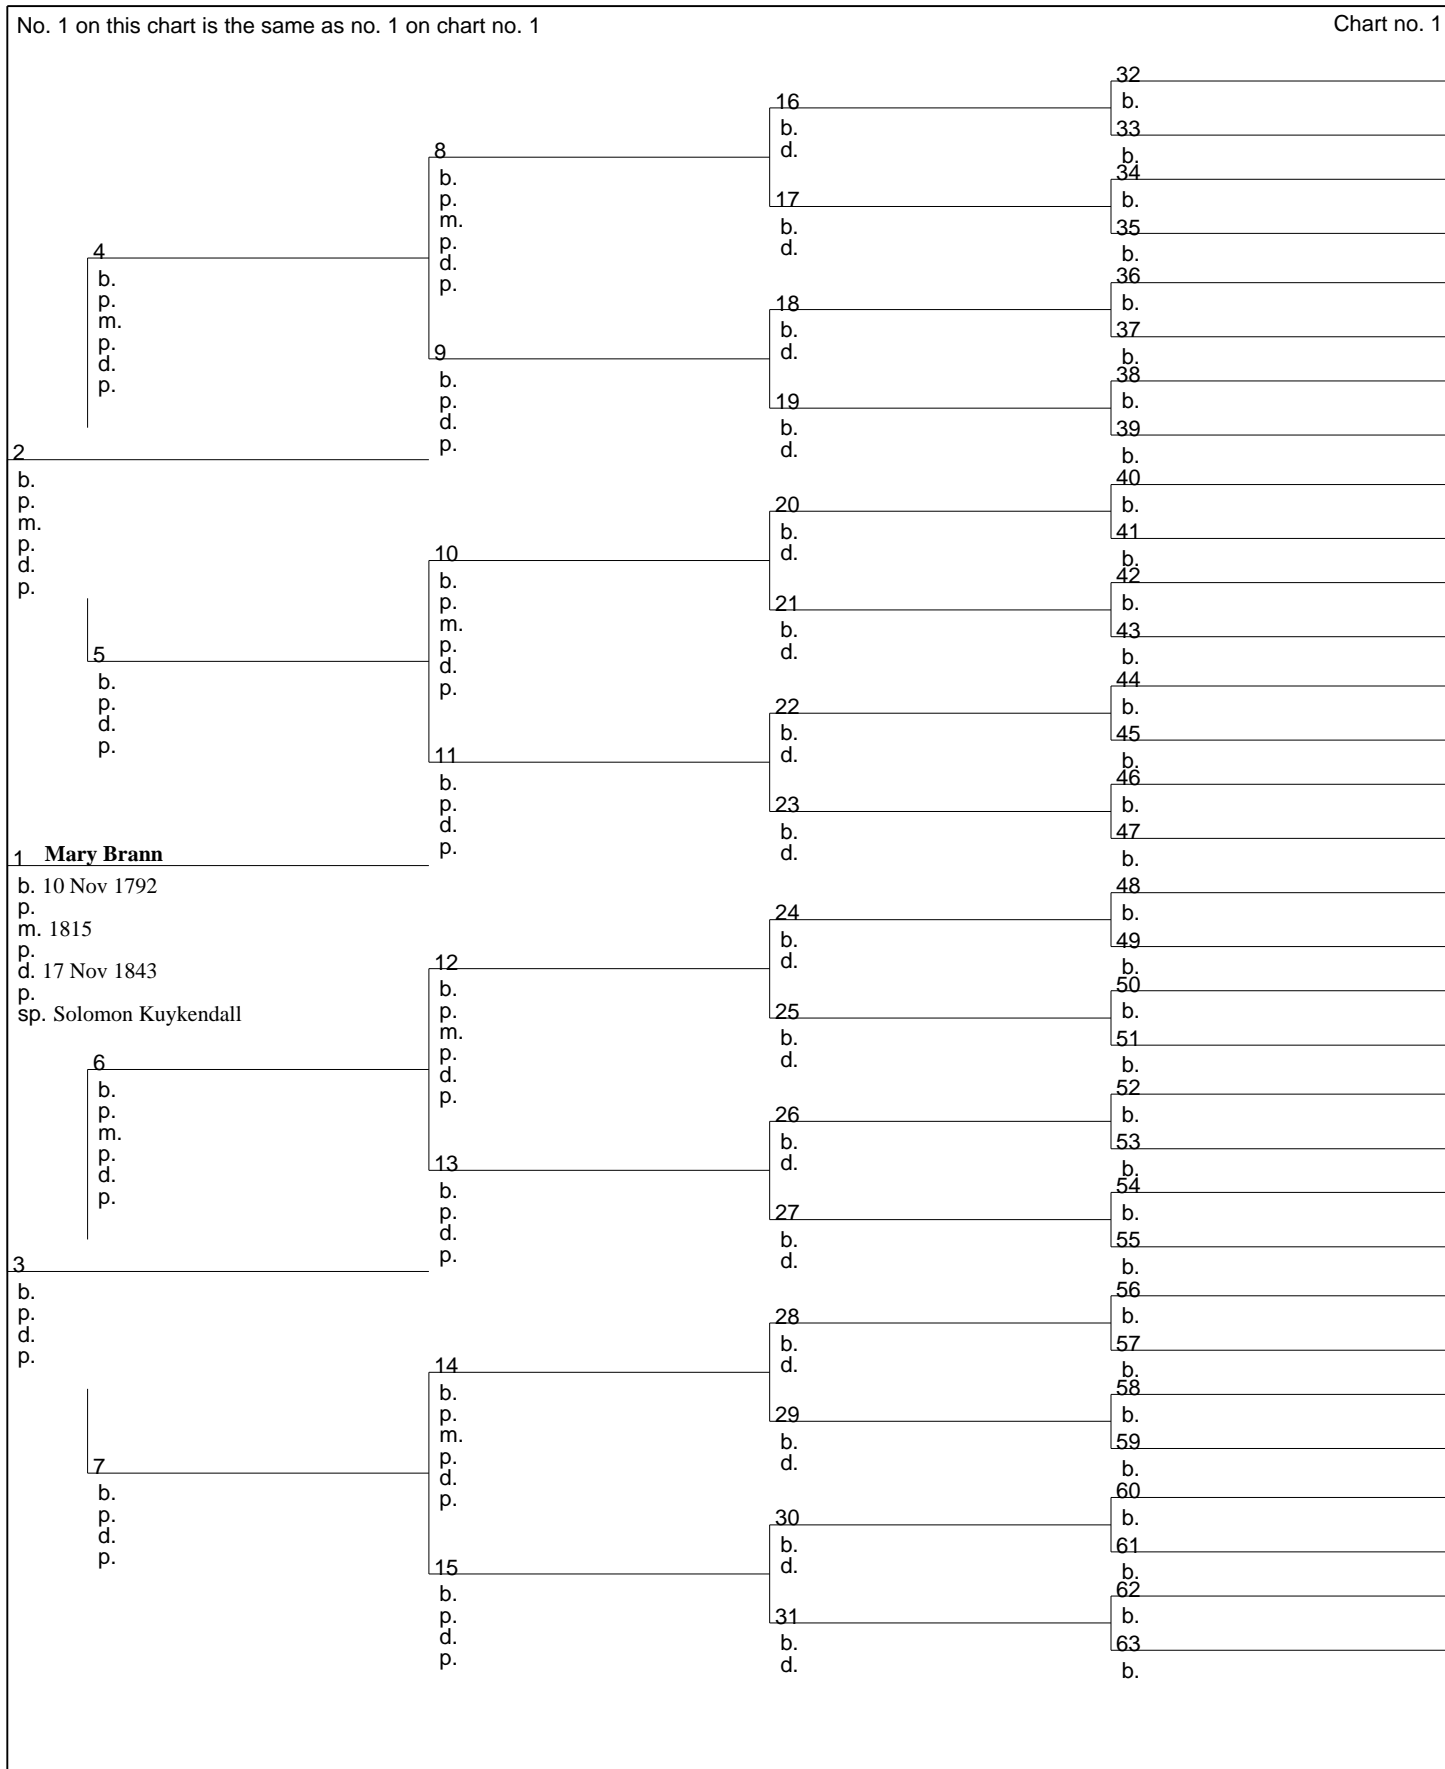 No. 1 on this chart is the same as no. 1 on chart no. 1
Chart no. 1
2
b.
p.
m.
p.
d.
p.
1 Mary Brann
b. 10 Nov 1792
p.
m. 1815
p.
d. 17 Nov 1843
p.
sp. Solomon Kuykendall
3
b.
p.
d.
p.
4
b.
p.
m.
p.
d.
p.
5
b.
p.
d.
p.
6
b.
p.
m.
p.
d.
p.
7
b.
p.
d.
p.
8
b.
p.
m.
p.
d.
p.
9
b.
p.
d.
p.
10
b.
p.
m.
p.
d.
p.
11
b.
p.
d.
p.
12
b.
p.
m.
p.
d.
p.
13
b.
p.
d.
p.
14
b.
p.
m.
p.
d.
p.
15
b.
p.
d.
p.
16
b.
d.
17
b.
d.
18
b.
d.
19
b.
d.
20
b.
d.
21
b.
d.
22
b.
d.
23
b.
d.
24
b.
d.
25
b.
d.
26
b.
d.
27
b.
d.
28
b.
d.
29
b.
d.
30
b.
d.
31
b.
d.
32
b.
33
b.
34
b.
35
b.
36
b.
37
b.
38
b.
39
b.
40
b.
41
b.
42
b.
43
b.
44
b.
45
b.
46
b.
47
b.
48
b.
49
b.
50
b.
51
b.
52
b.
53
b.
54
b.
55
b.
56
b.
57
b.
58
b.
59
b.
60
b.
61
b.
62
b.
63
b.